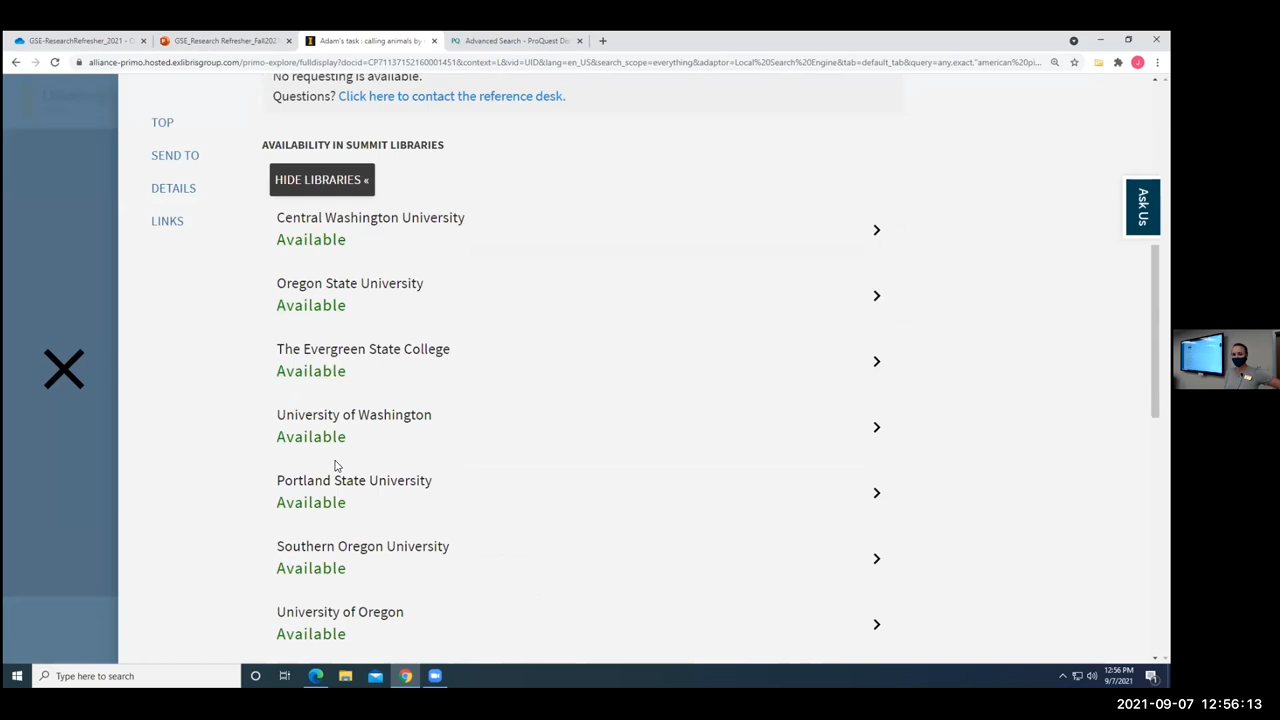 GSE-ResearchRefresher_2021 - O
GSE_Research Refresher_Fall202
Adam's task : calling animals by
Advanced Search - ProQuest Dis
alliance-primo.hosted.exlibrisgroup.com/primo-explore/fulldisplay?docid=CP71137152160001451&context=L&vid=UID&lang=en_US&search_scope=everything&adaptor=Local%20Search%20Engine&tab=default_tab&query=any,exact,"american%20pi...
J
No requesting is available.
Questions? Click here to contact the reference desk.
TOP
SEND TO
DETAILS
LINKS
AVAILABILITY IN SUMMIT LIBRARIES
HIDE LIBRARIES «
Central Washington University
Available
Oregon State University
Available
The Evergreen State College
Available
University of Washington
Available
Portland State University
Available
Southern Oregon University
Available
University of Oregon
Available
Ask Us
Type here to search
12:56 PM
9/7/2021
2021-09-07 12:56:13